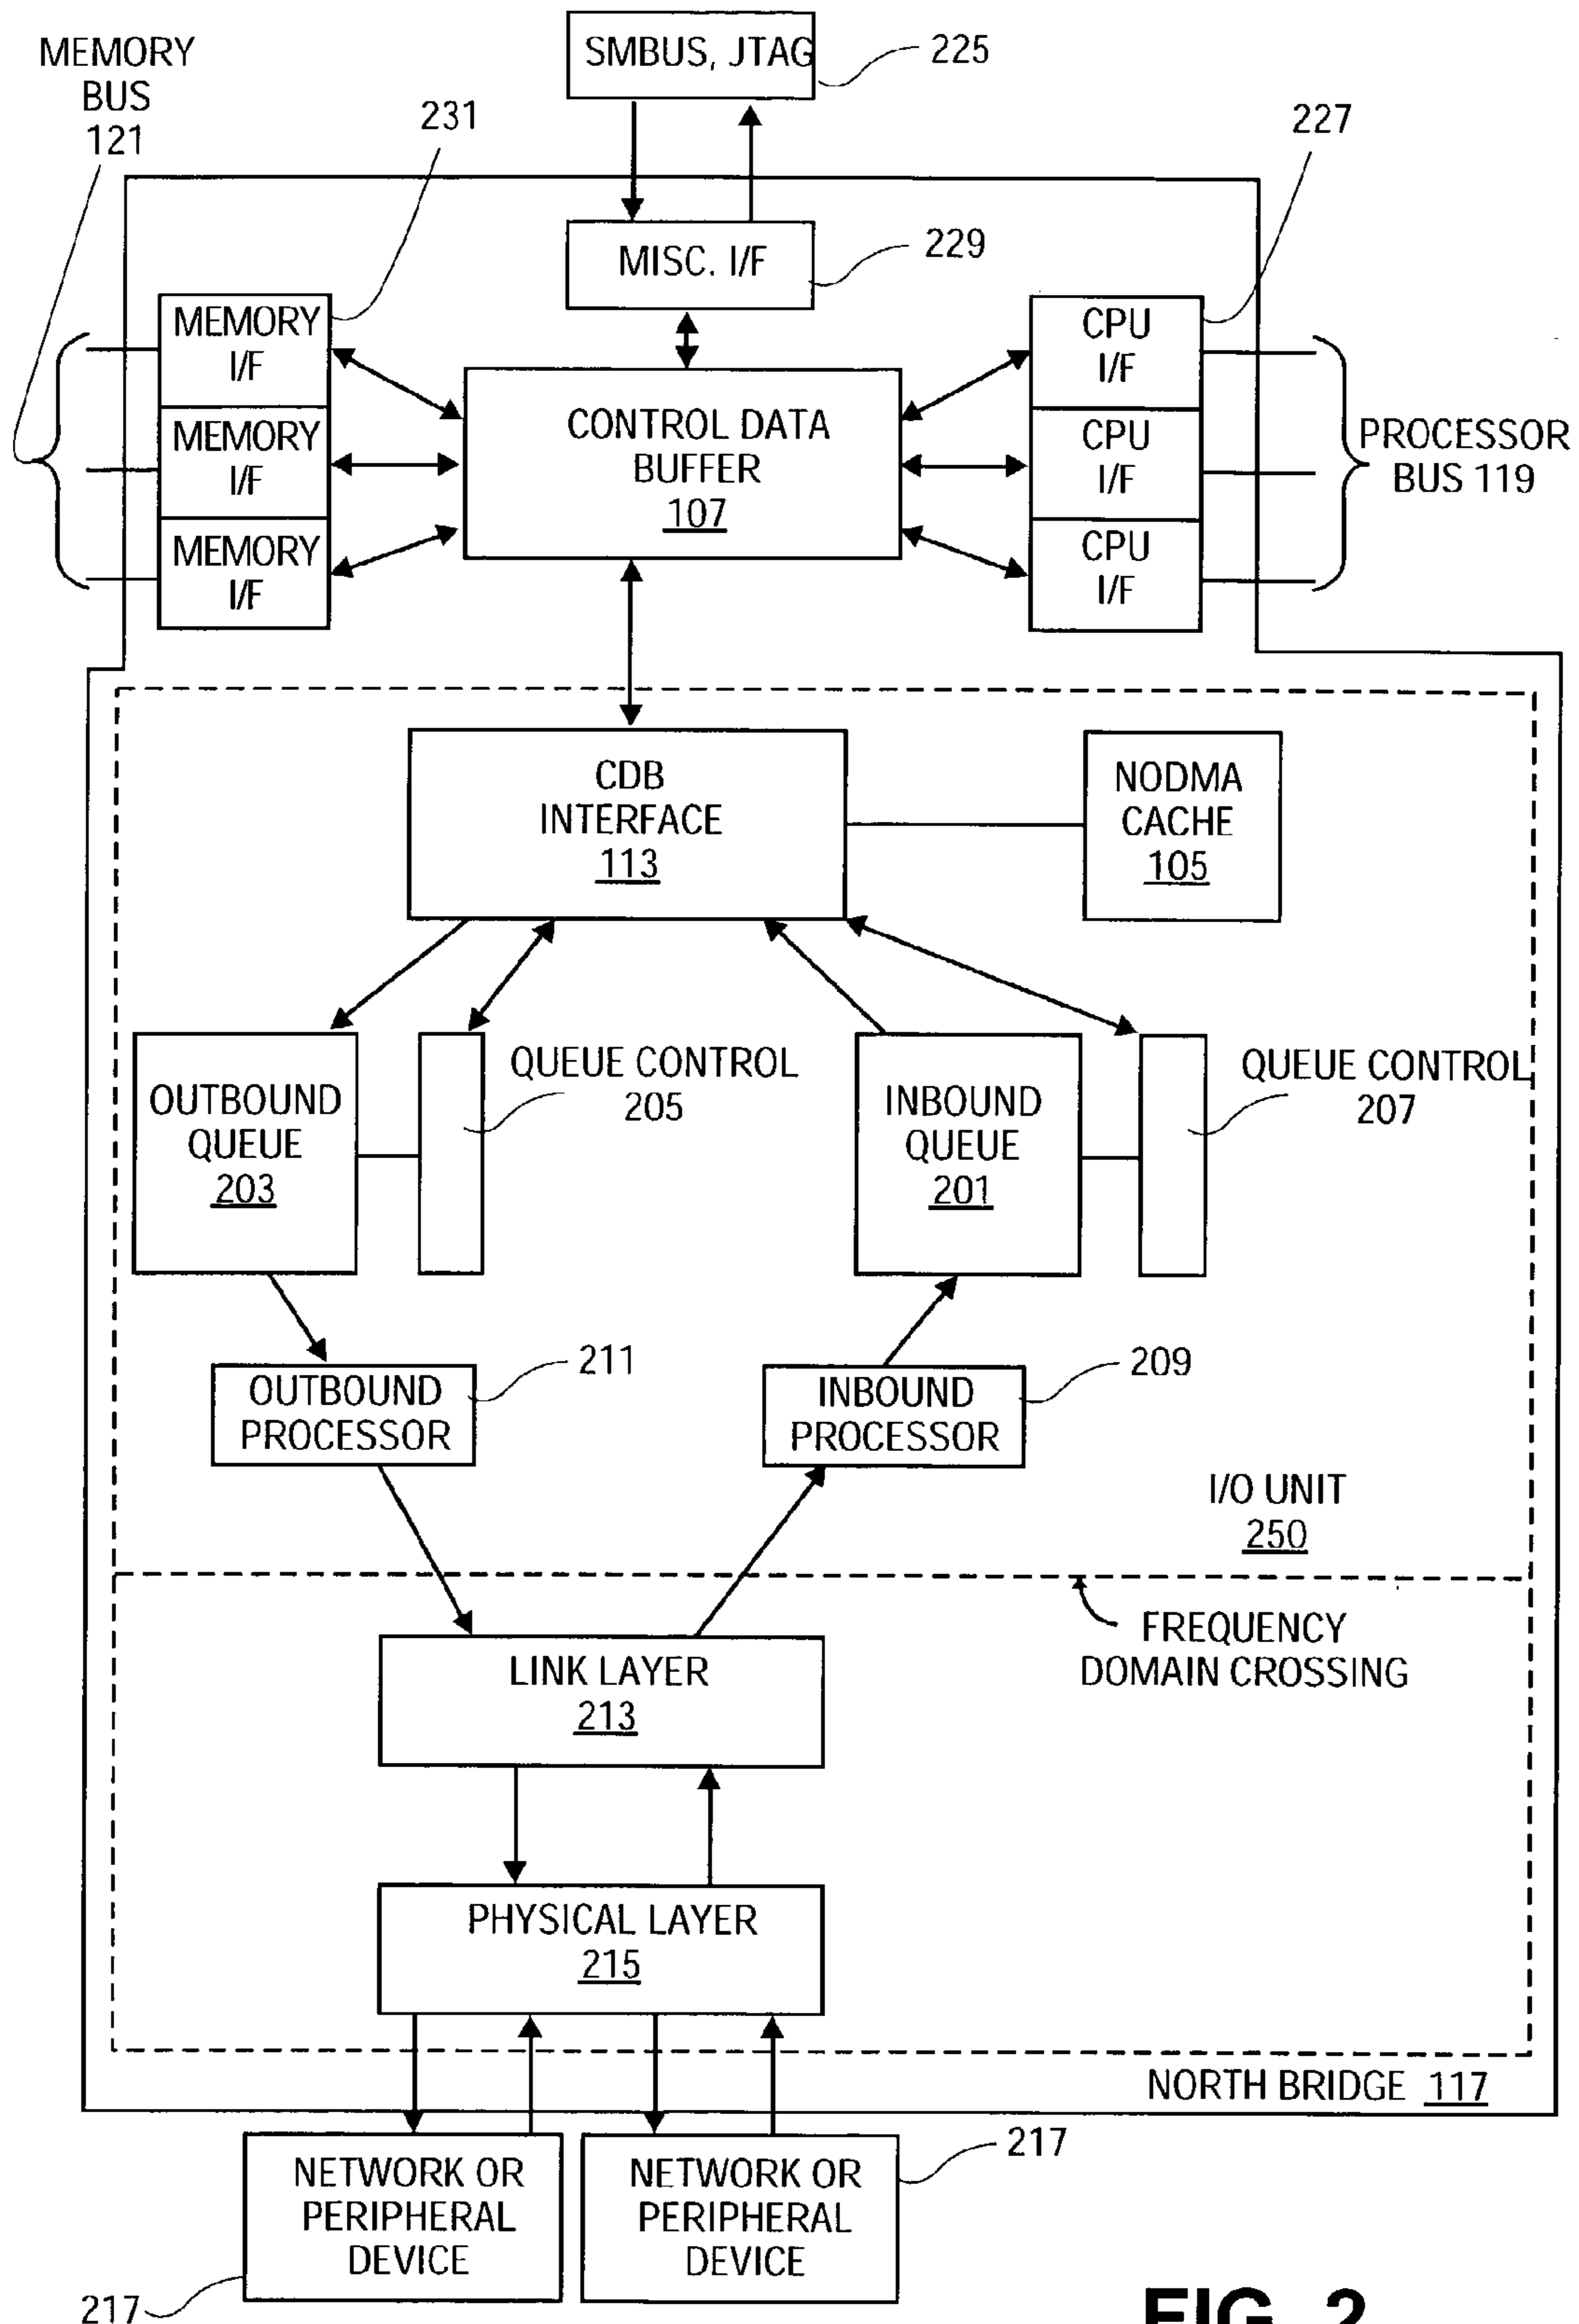 MEMORY
BUS
121
SMBUS, JTAG
225
231
227
MISC. I/F
229
MEMORY
I/F
MEMORY
I/F
MEMORY
I/F
CONTROL DATA
BUFFER
107
CPU
I/F
CPU
I/F
CPU
I/F
PROCESSOR
BUS 119
CDB
INTERFACE
113
NODMA
CACHE
105
OUTBOUND
QUEUE
203
QUEUE CONTROL
205
INBOUND
QUEUE
201
QUEUE CONTROL
207
OUTBOUND
PROCESSOR
211
INBOUND
PROCESSOR
209
I/O UNIT
250
FREQUENCY
DOMAIN CROSSING
LINK LAYER
213
PHYSICAL LAYER
215
NORTH BRIDGE 117
NETWORK OR
PERIPHERAL
DEVICE
217
NETWORK OR
PERIPHERAL
DEVICE
217
FIG. 2